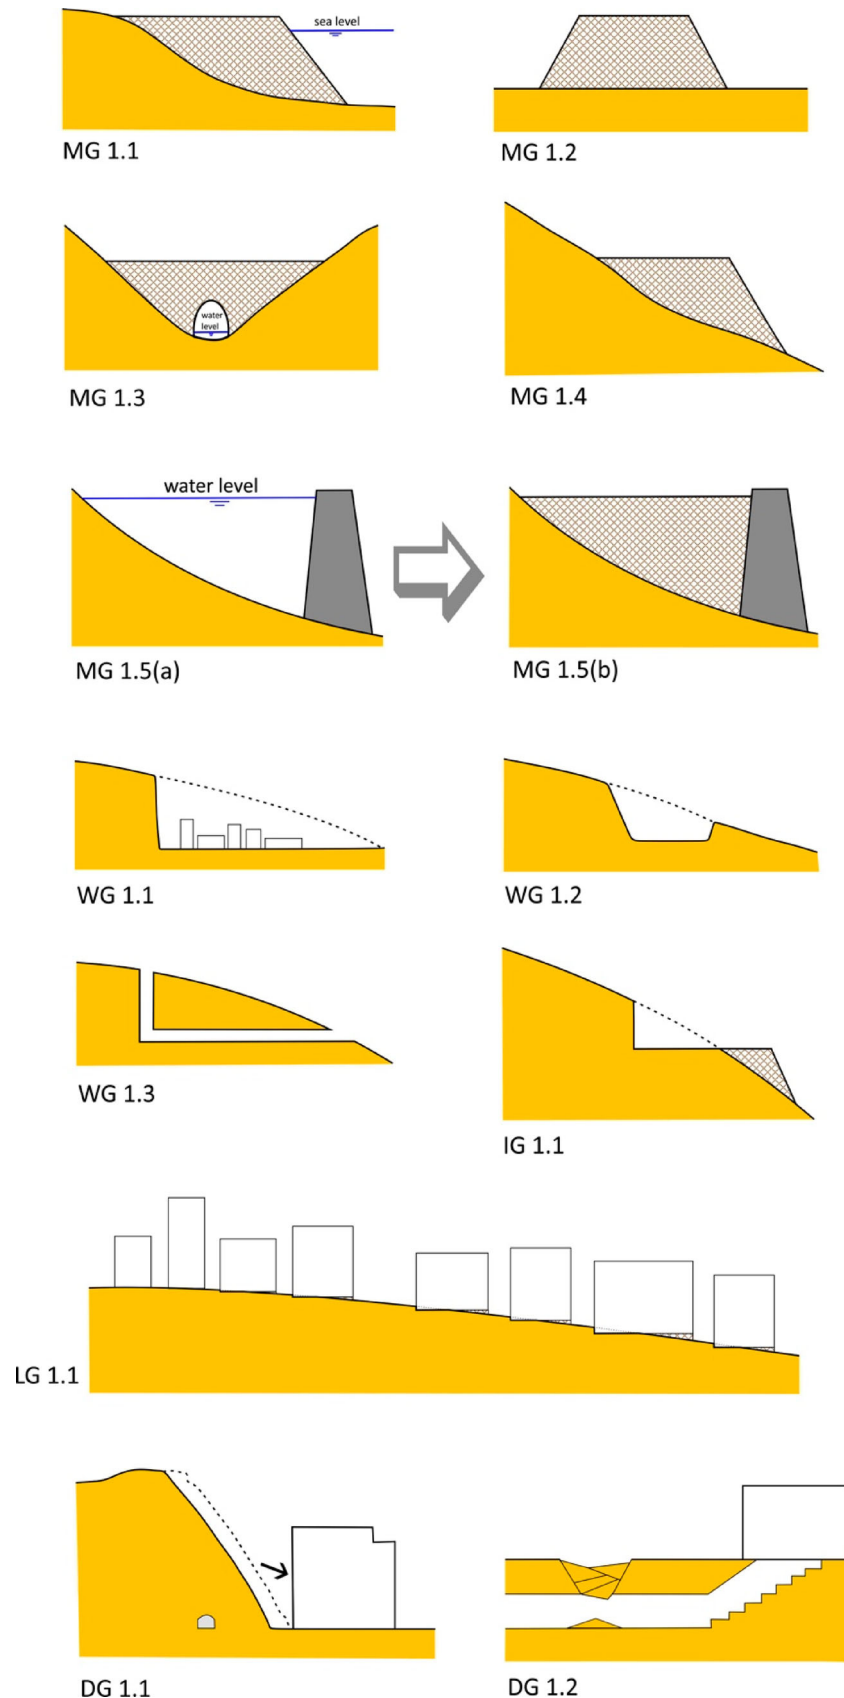 sea level
MG 1.1
MG 1.2
water
level
MG 1.3
MG 1.4
water level
MG 1.5(a)
MG 1.5(b)
WG 1.1
WG 1.2
WG 1.3
IG 1.1
LG 1.1
DG 1.1
DG 1.2